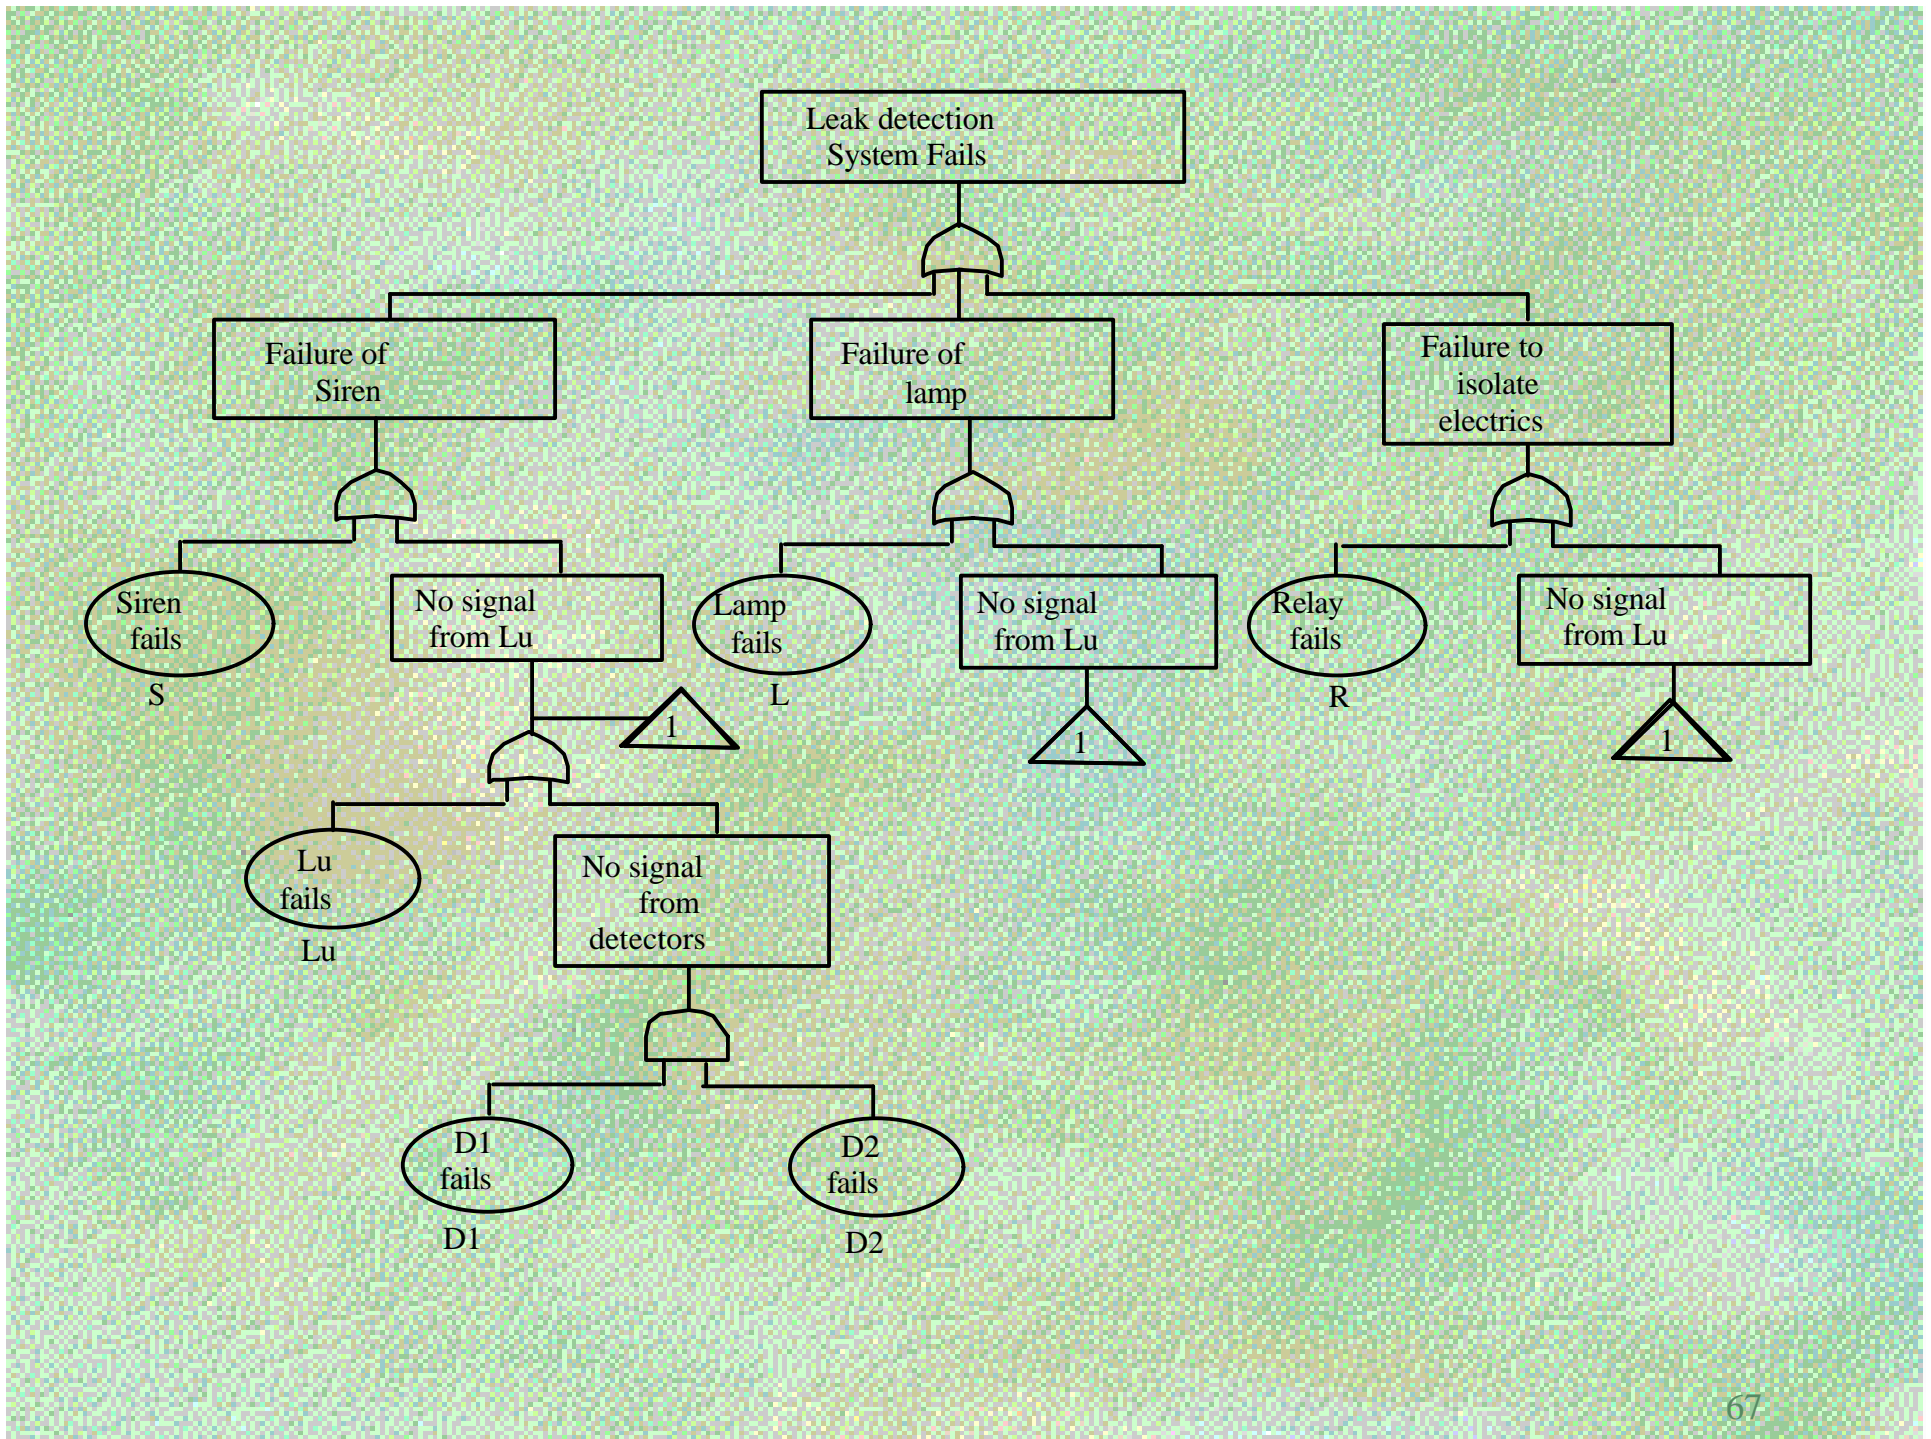 Leak detection
System Fails
Failure of
Siren
Failure of
lamp
Failure to
isolate
electrics
Siren
fails
S
No signal
from Lu
1
Lamp
fails
L
No signal
from Lu
1
Relay
fails
R
No signal
from Lu
1
Lu
fails
Lu
No signal
from
detectors
D1
fails
D1
D2
fails
D2
67